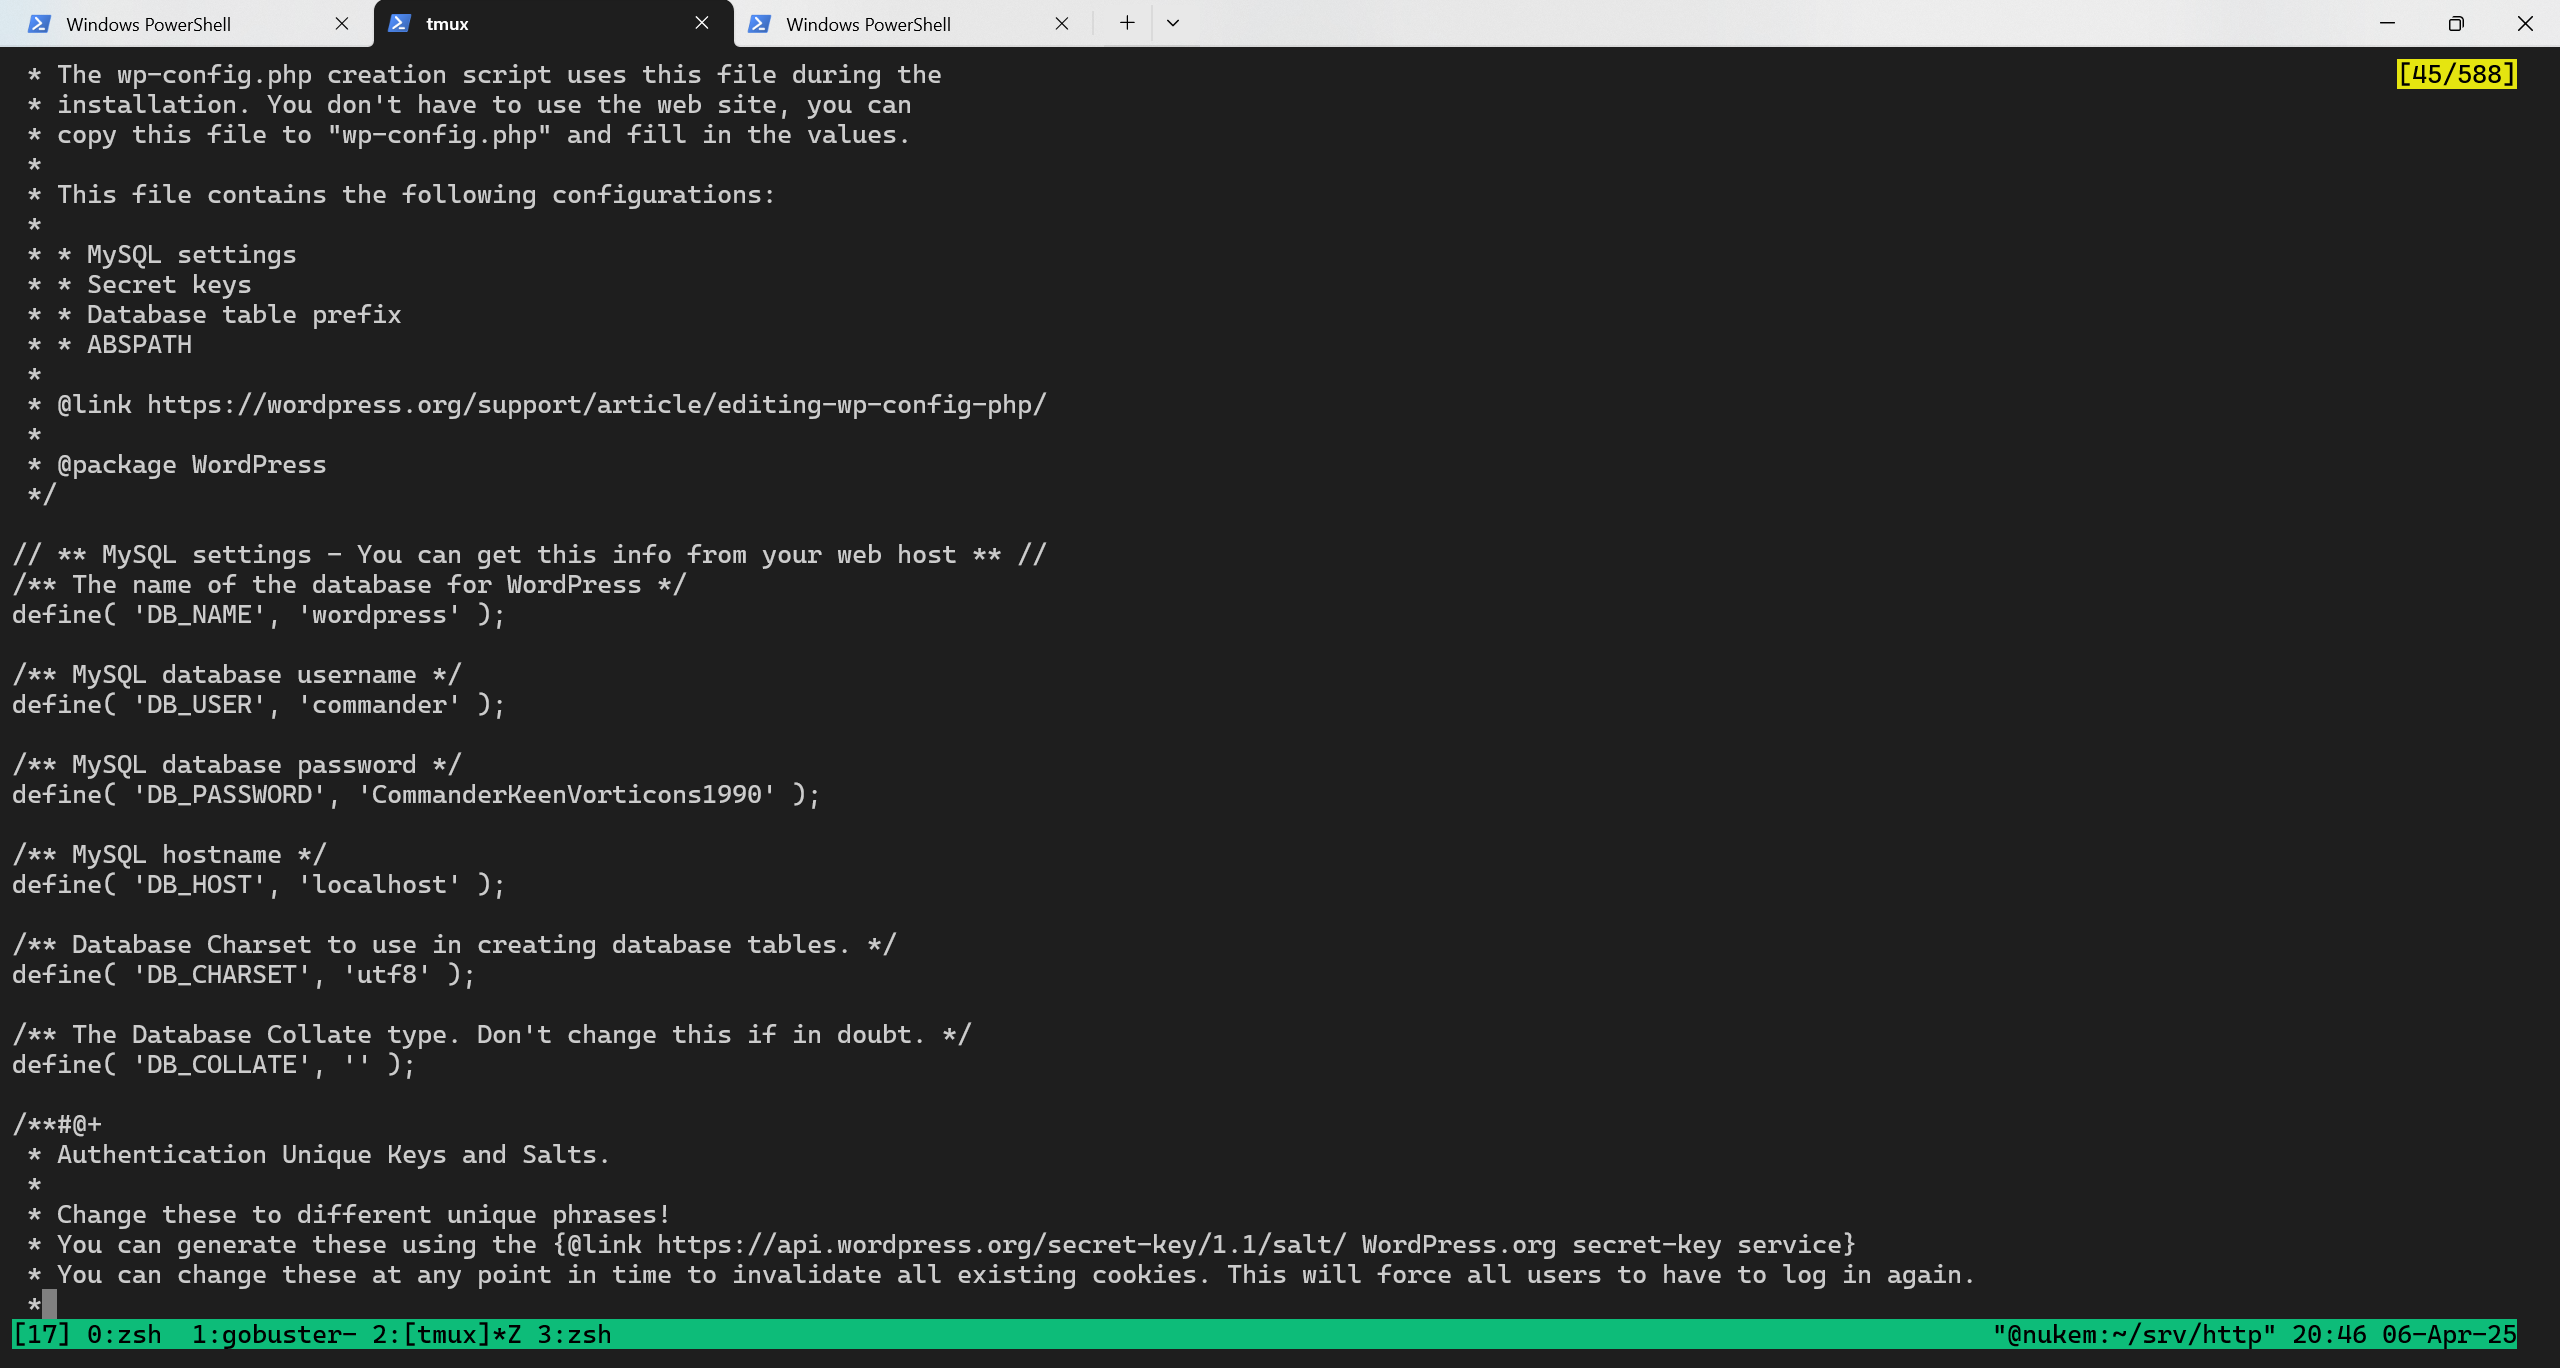 Windows PowerShell
tmux
Windows PowerShell
 * The wp-config.php creation script uses this file during the
[45/588]
 * installation. You don't have to use the web site, you can
 * copy this file to "wp-config.php" and fill in the values.
 *
 * This file contains the following configurations:
 *
 * * MySQL settings
 * * Secret keys
 * * Database table prefix
 * * ABSPATH
 *
 * @link https://wordpress.org/support/article/editing-wp-config-php/
 *
 * @package WordPress
 */
// ** MySQL settings - You can get this info from your web host ** //
/** The name of the database for WordPress */
define( 'DB_NAME', 'wordpress' );
/** MySQL database username */
define( 'DB_USER', 'commander' );
/** MySQL database password */
define( 'DB_PASSWORD', 'CommanderKeenVorticons1990' );
/** MySQL hostname */
define( 'DB_HOST', 'localhost' );
/** Database Charset to use in creating database tables. */
define( 'DB_CHARSET', 'utf8' );
/** The Database Collate type. Don't change this if in doubt. */
define( 'DB_COLLATE', '' );
/**#@+
 * Authentication Unique Keys and Salts.
 *
 * Change these to different unique phrases!
 * You can generate these using the {@link https://api.wordpress.org/secret-key/1.1/salt/ WordPress.org secret-key service}
 * You can change these at any point in time to invalidate all existing cookies. This will force all users to have to log in again.
 *
[17] 0:zsh  1:gobuster- 2:[tmux]*Z 3:zsh
"@nukem:~/srv/http" 20:46 06-Apr-25